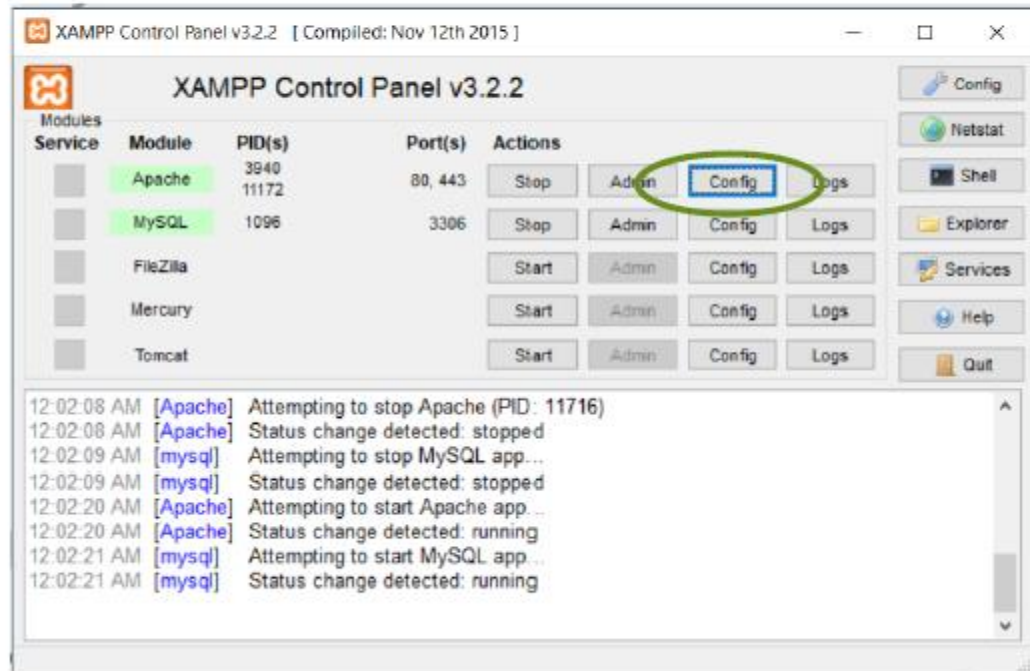 XAMPP Control Panel v3.2.2 [ Compiled: Nov 12th 2015 ]
XAMPP Control Panel v3.2.2
Config
Modules
Service Module PID(s) Port(s) Actions
Netstat
Apache 3940 11172 80, 443 Stop Admin Config Logs
Shell
MySQL 1096 3306 Stop Admin Config Logs
Explorer
FileZilla Start Admin Config Logs
Services
Mercury Start Admin Config Logs
Help
Tomcat Start Admin Config Logs
Quit
12:02:08 AM [Apache] Attempting to stop Apache (PID: 11716)
12:02:08 AM [Apache] Status change detected: stopped
12:02:09 AM [mysql] Attempting to stop MySQL app...
12:02:09 AM [mysql] Status change detected: stopped
12:02:20 AM [Apache] Attempting to start Apache app...
12:02:20 AM [Apache] Status change detected: running
12:02:21 AM [mysql] Attempting to start MySQL app...
12:02:21 AM [mysql] Status change detected: running